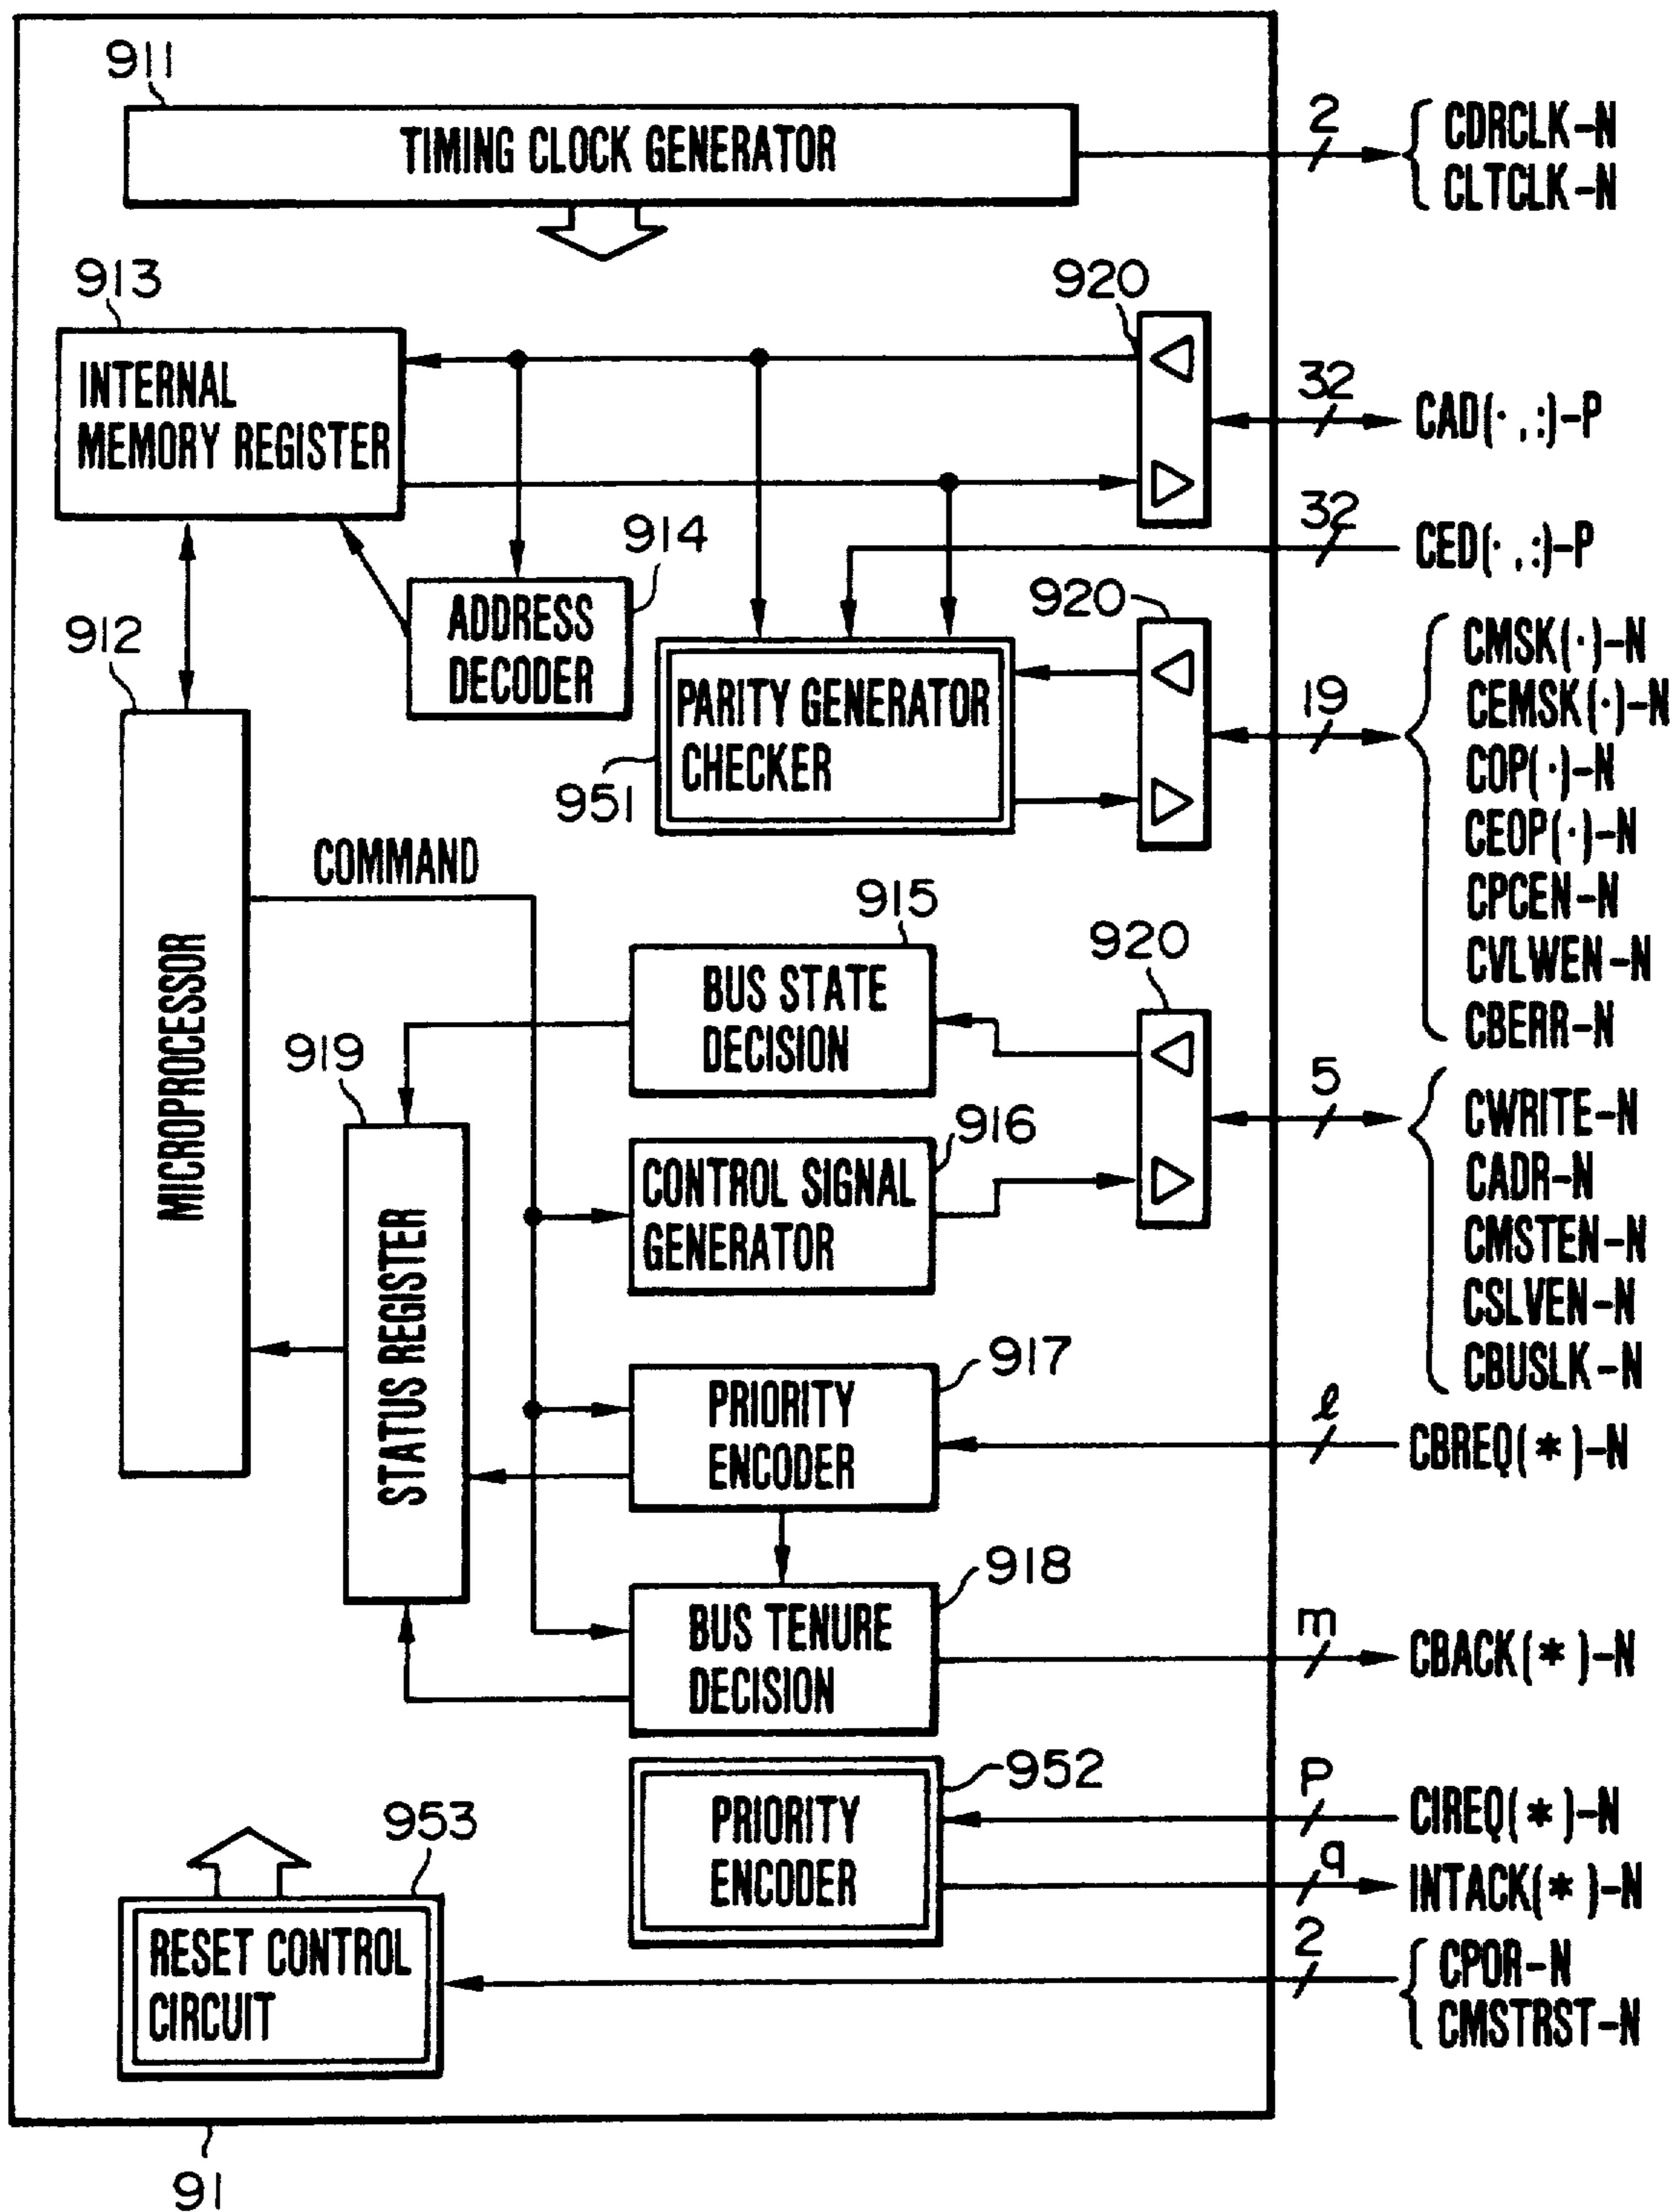 911
TIMING CLOCK GENERATOR
2
CDRCLK-N
CLTCLK-N
913
INTERNAL
MEMORY REGISTER
920
32
CAD(·,:)-P
32
CED(·,:)-P
914
ADDRESS
DECODER
920
PARITY GENERATOR
CHECKER
951
19
CMSK(·)-N
CEMSK(·)-N
COP(·)-N
CEOP(·)-N
CPCEN-N
CVLWEN-N
CBERR-N
912
MICROPROCESSOR
COMMAND
915
BUS STATE
DECISION
920
919
STATUS REGISTER
916
CONTROL SIGNAL
GENERATOR
5
CWRITE-N
CADR-N
CMSTEN-N
CSLVEN-N
CBUSLK-N
917
PRIORITY
ENCODER
ℓ
CBREQ(*)-N
918
BUS TENURE
DECISION
m
CBACK(*)-N
952
PRIORITY
ENCODER
P
CIREQ(*)-N
q
INTACK(*)-N
953
RESET CONTROL
CIRCUIT
2
CPOR-N
CMSTRST-N
91